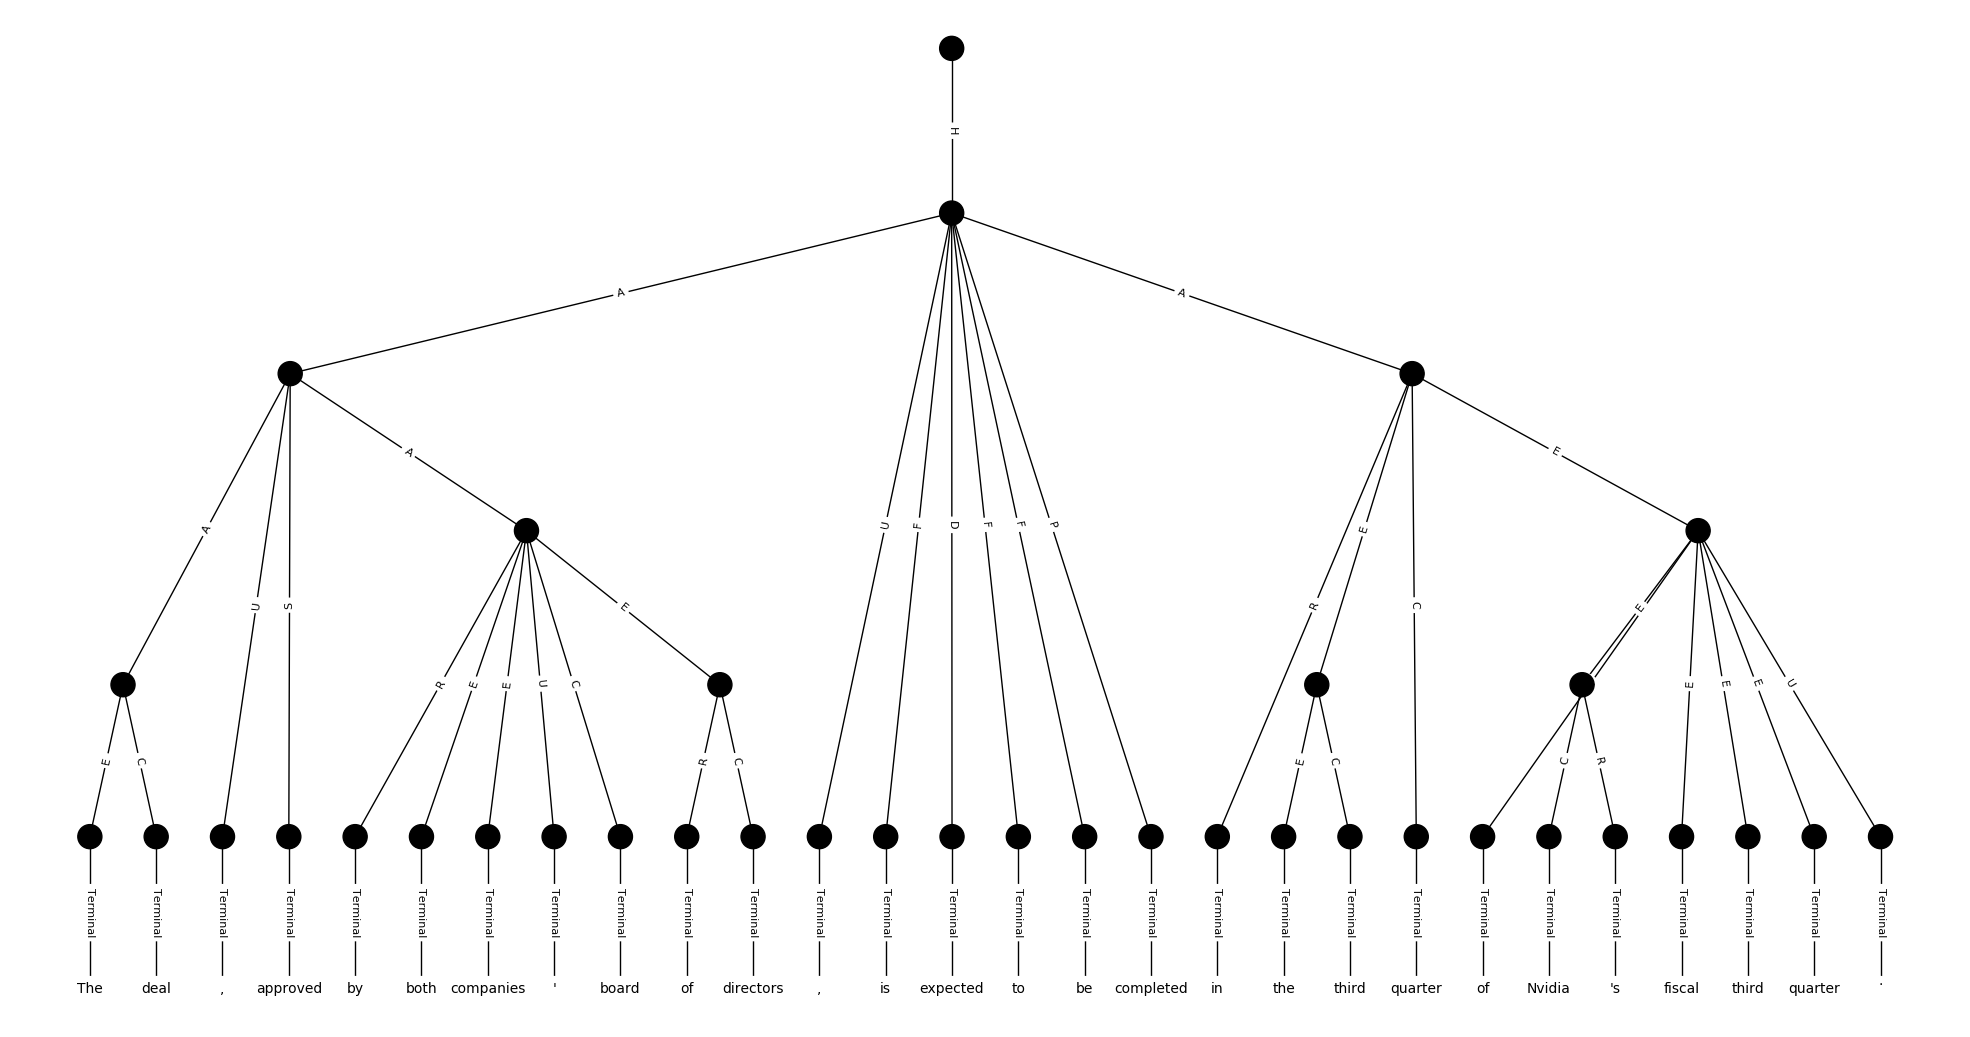 H
A A
A A U F D F F P E
U S R E C
A E E
R E E U C E E E E U
E C R C E C C R
Terminal Terminal Terminal Terminal Terminal Terminal Terminal Terminal Terminal Terminal Terminal Terminal Terminal Terminal Terminal Terminal Terminal Terminal Terminal Terminal Terminal Terminal Terminal Terminal Terminal Terminal Terminal Terminal
The deal , approved by both companies ' board of directors , is expected to be completed in the third quarter of Nvidia 's fiscal third quarter .